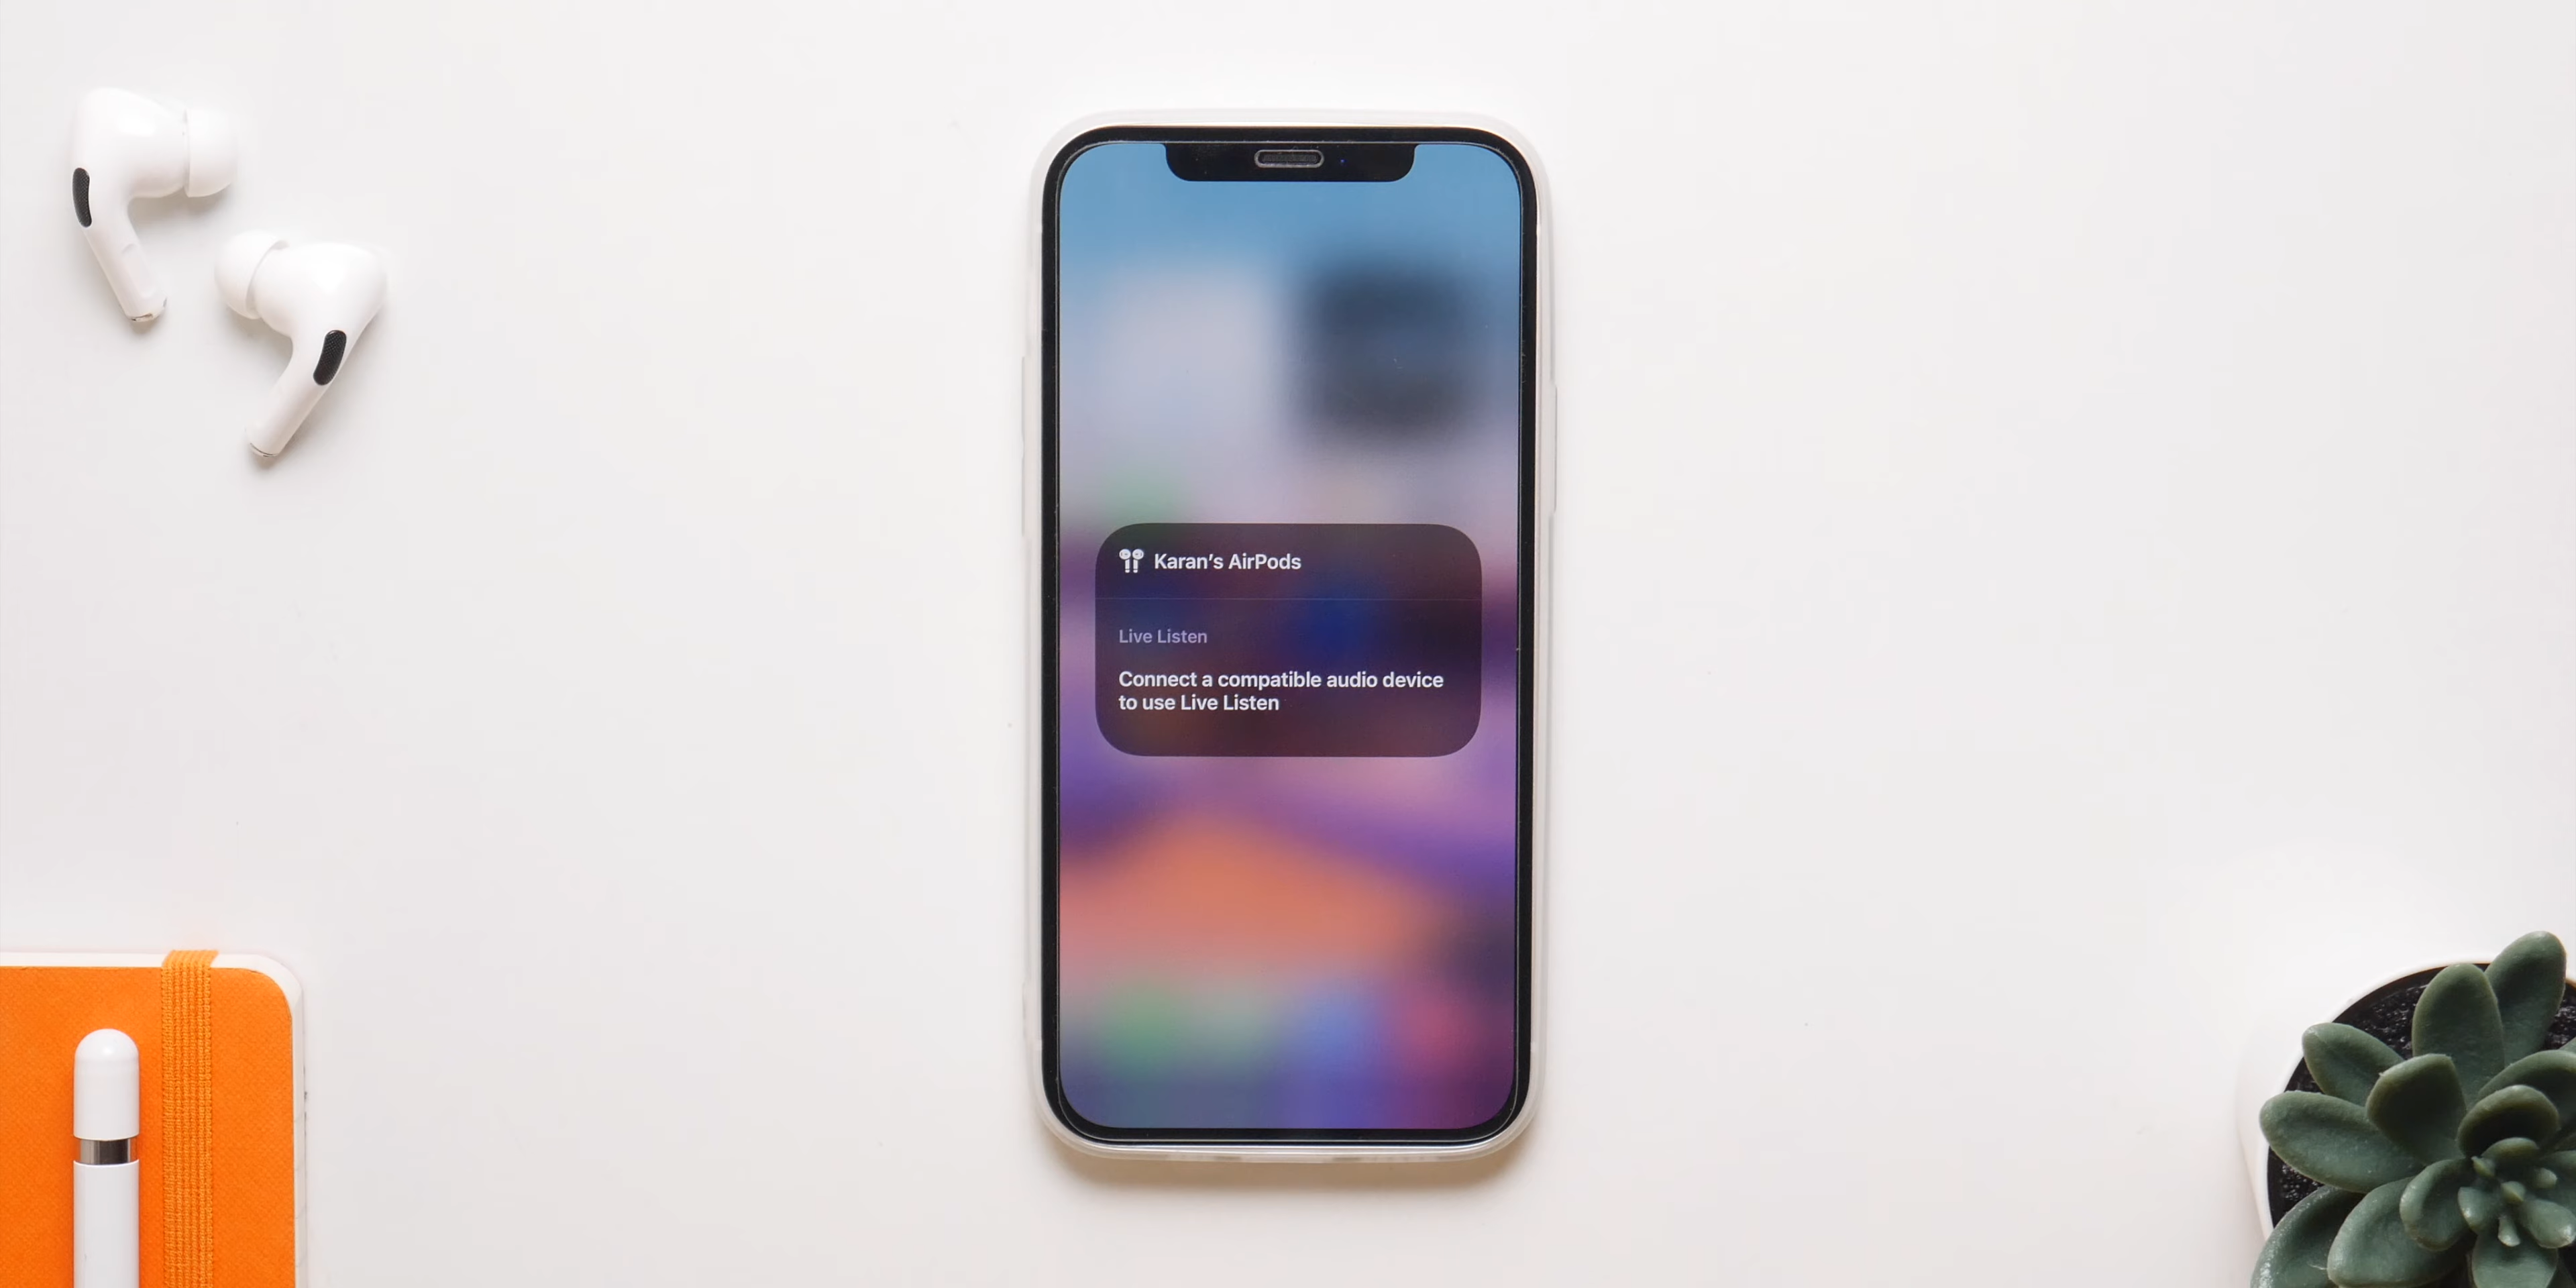 Karan’s AirPods
Live Listen
Connect a compatible audio device
to use Live Listen